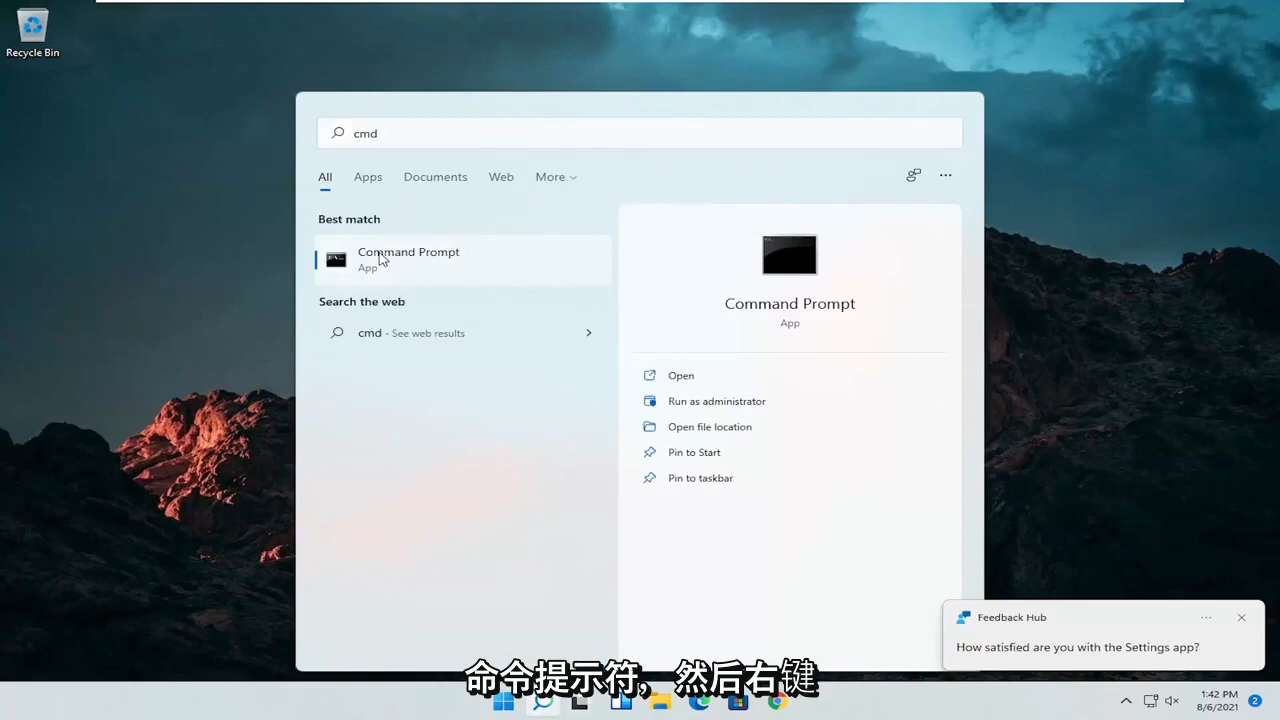 Recycle Bin
cmd
All Apps Documents Web More
Best match
Command Prompt
App
Search the web
cmd - See web results
Command Prompt
App
Open
Run as administrator
Open file location
Pin to Start
Pin to taskbar
Feedback Hub
How satisfied are you with the Settings app?
命令提示符，然后右键
1:42 PM
8/6/2021
2